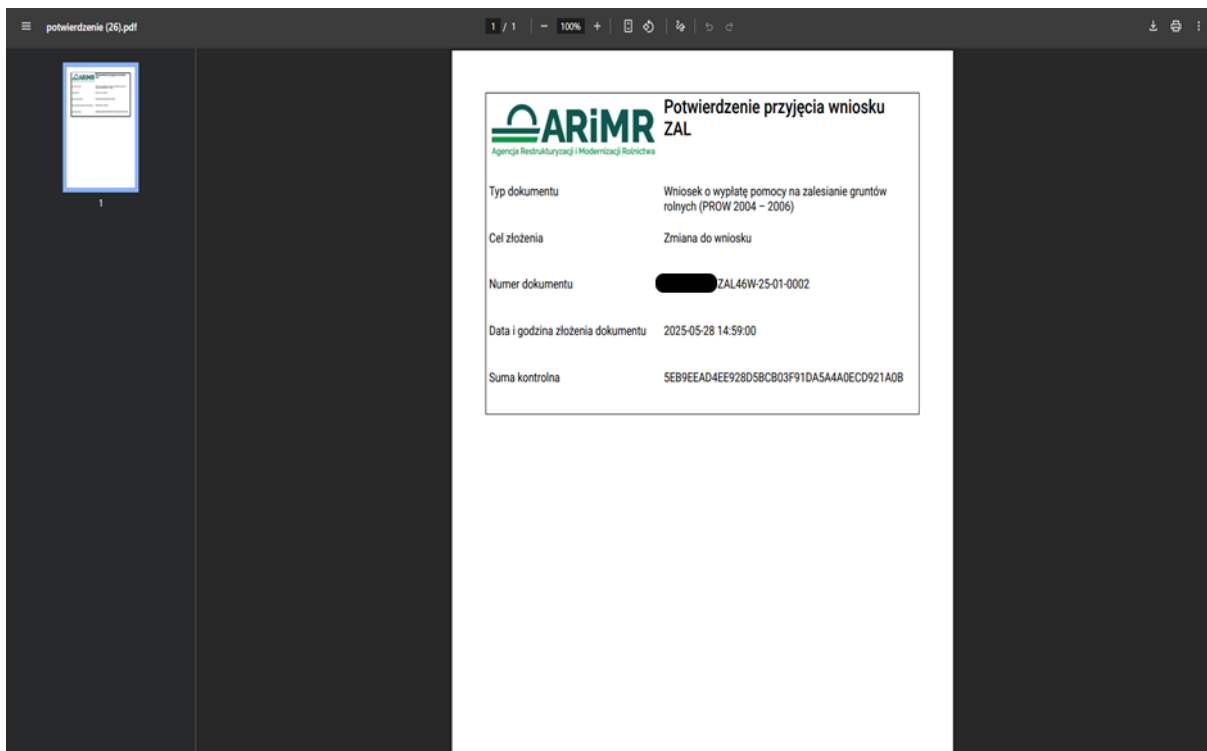 potwierdzenie (26).pdf
1 / 1
100%
1
ARiMR
Agencja Restrukturyzacji i Modernizacji Rolnictwa
Potwierdzenie przyjęcia wniosku
ZAL
Typ dokumentu
Wniosek o wypłatę pomocy na zalesianie gruntów
rolnych (PROW 2004 – 2006)
Cel złożenia
Zmiana do wniosku
Numer dokumentu
ZAL46W-25-01-0002
Data i godzina złożenia dokumentu
2025-05-28 14:59:00
Suma kontrolna
5EB9EEAD4EE928D5BCB03F91DA5A4A0ECD921A0B